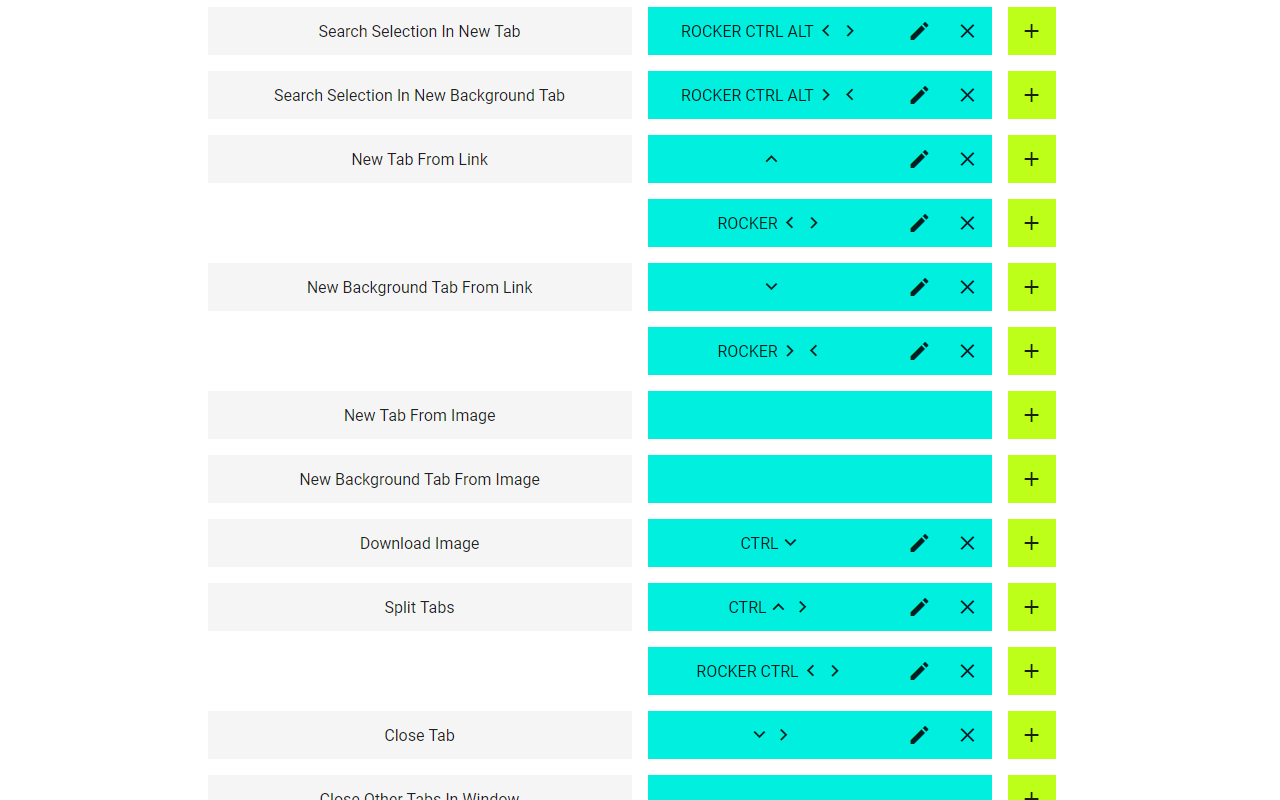 Search Selection In New Tab ROCKER CTRL ALT
Search Selection In New Background Tab ROCKER CTRL ALT
New Tab From Link
ROCKER
New Background Tab From Link
ROCKER
New Tab From Image
New Background Tab From Image
Download Image CTRL
Split Tabs CTRL
ROCKER CTRL
Close Tab
Close Other Tabs In Window